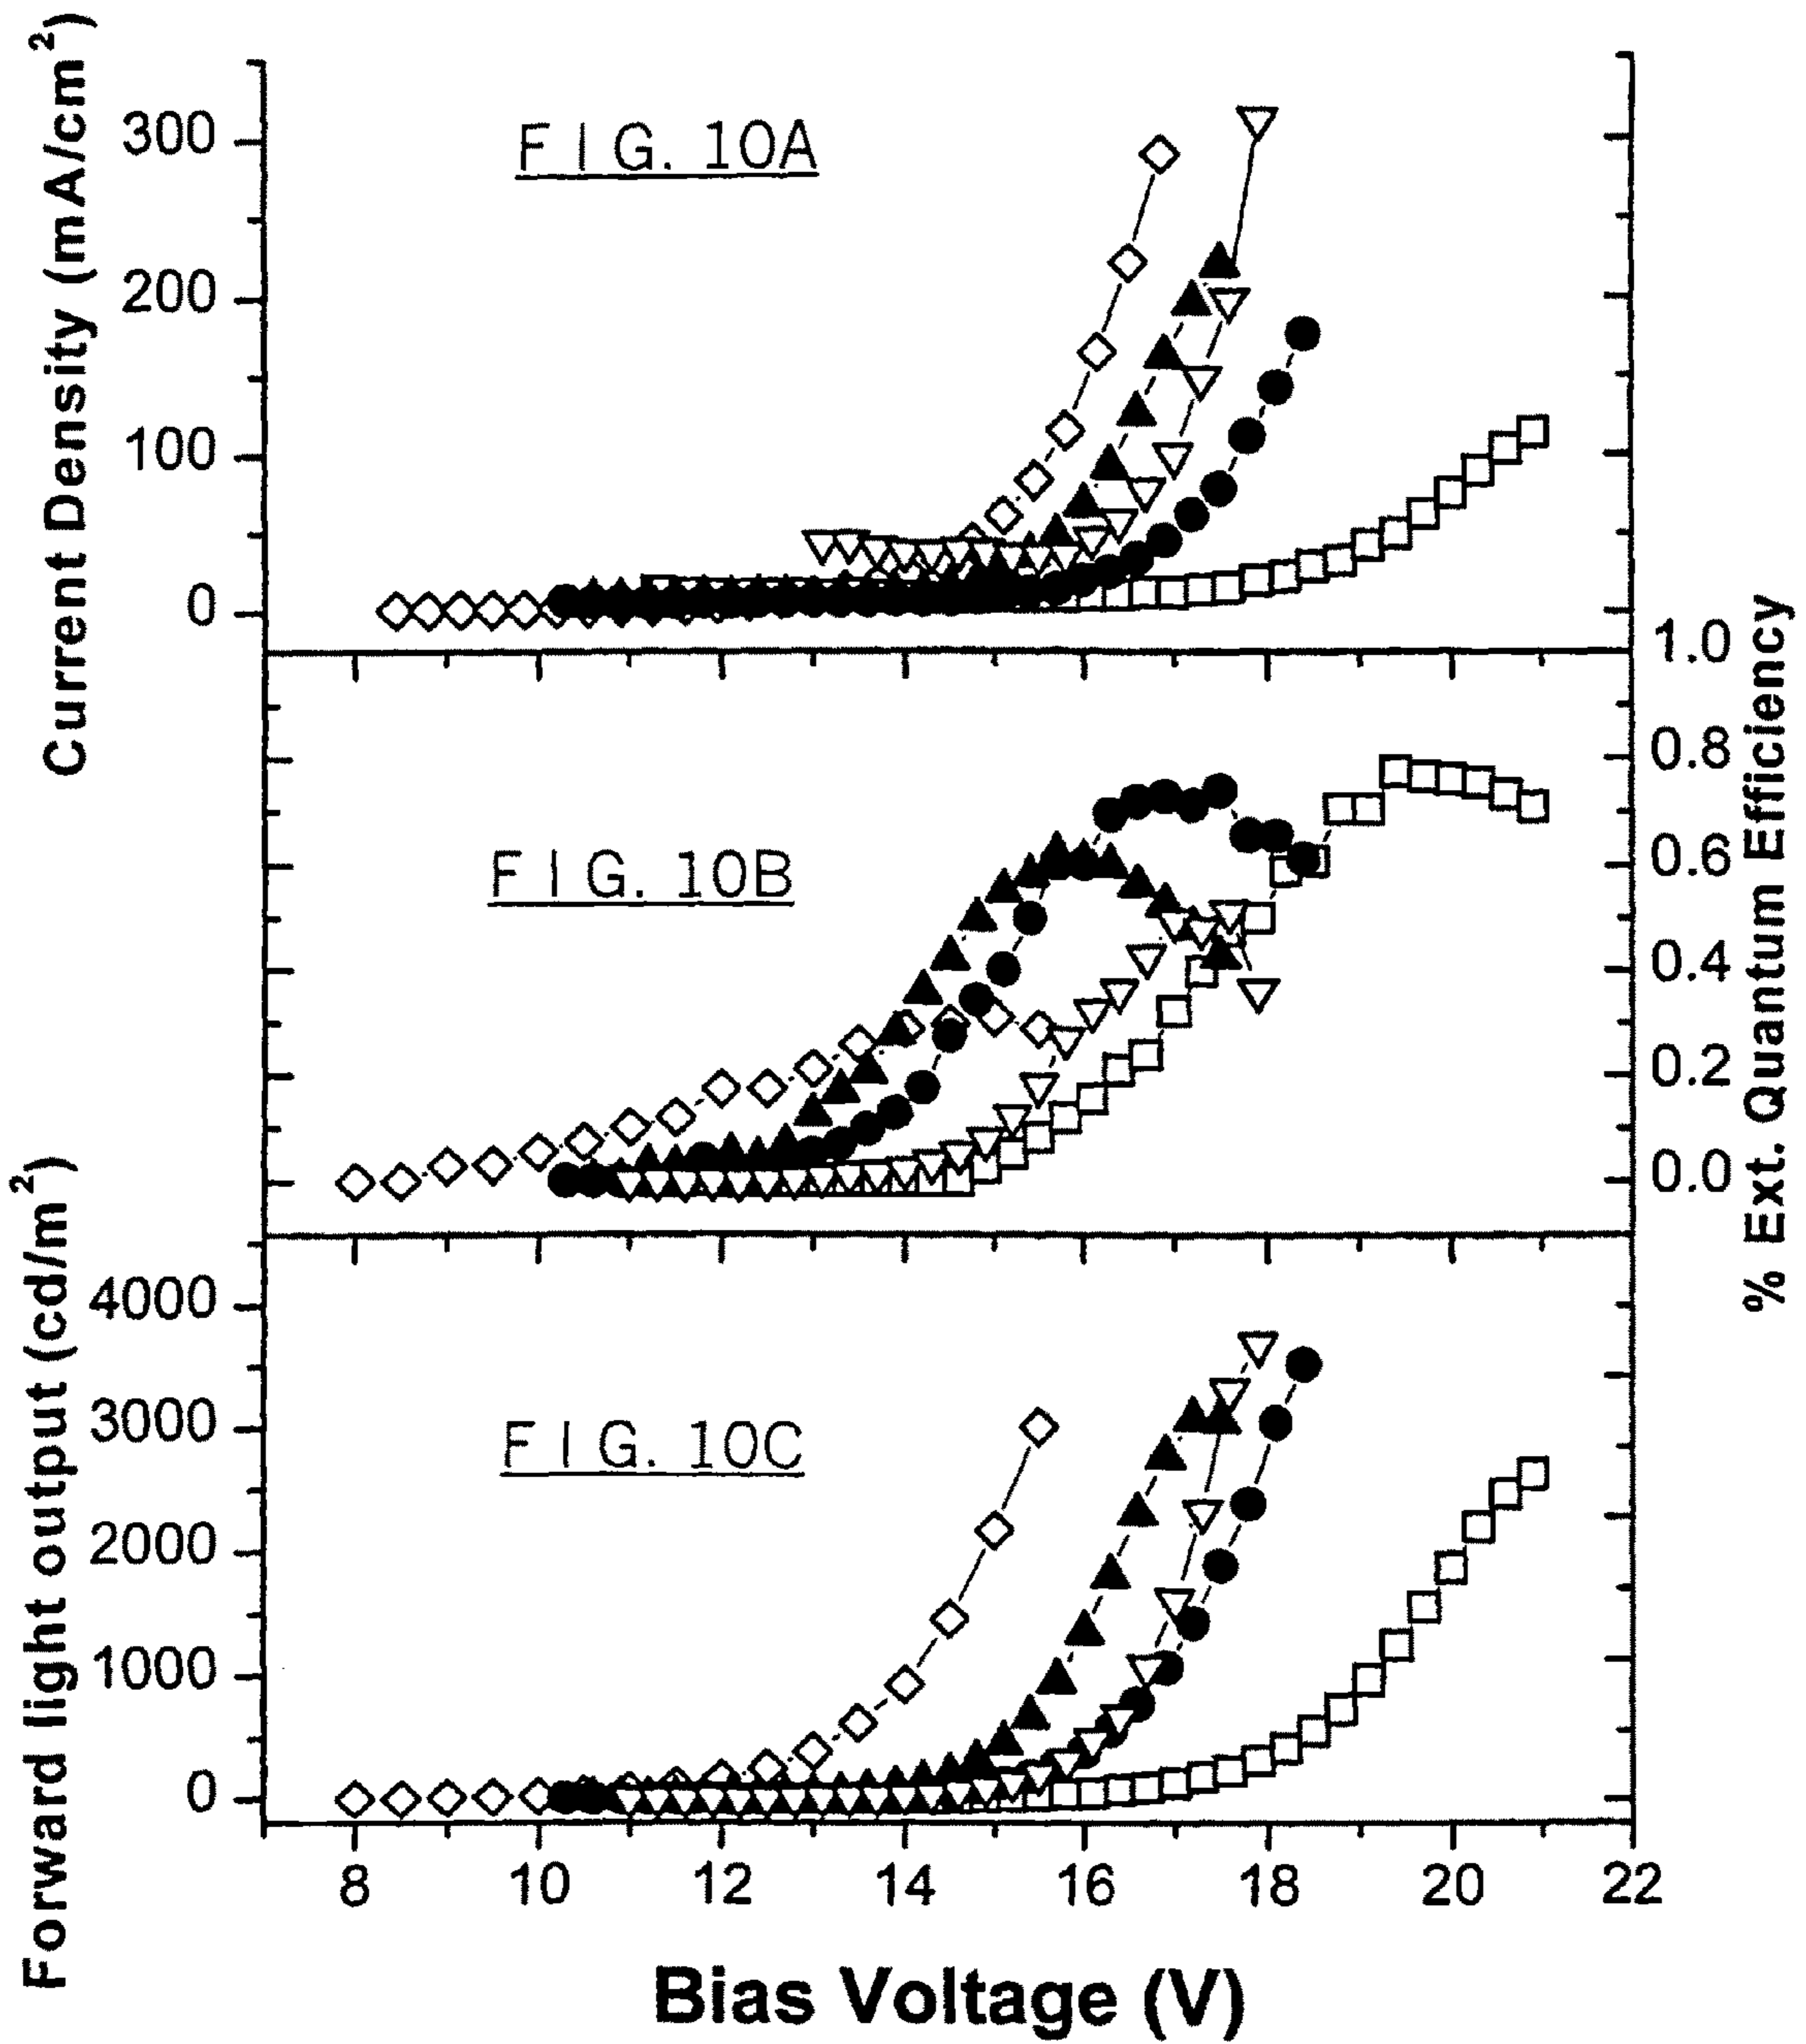 Current Density (mA/cm²)
300
200
100
0
FIG. 10A
1.0
0.8
0.6
0.4
0.2
0.0
% Ext. Quantum Efficiency
FIG. 10B
Forward light output (cd/m²)
4000
3000
2000
1000
0
FIG. 10C
8 10 12 14 16 18 20 22
Bias Voltage (V)